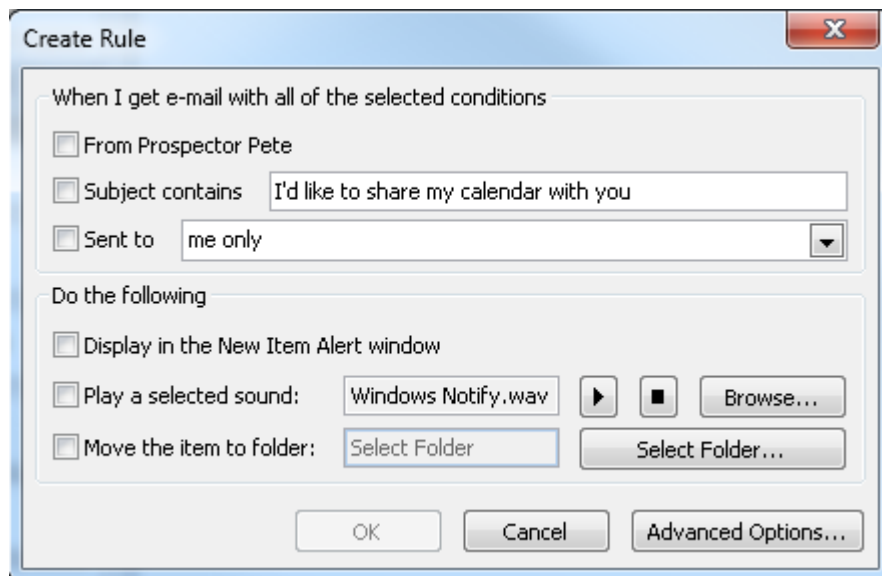 Create Rule
When I get e-mail with all of the selected conditions
From Prospector Pete
Subject contains I'd like to share my calendar with you
Sent to me only
Do the following
Display in the New Item Alert window
Play a selected sound: Windows Notify.wav Browse...
Move the item to folder: Select Folder Select Folder...
OK Cancel Advanced Options...